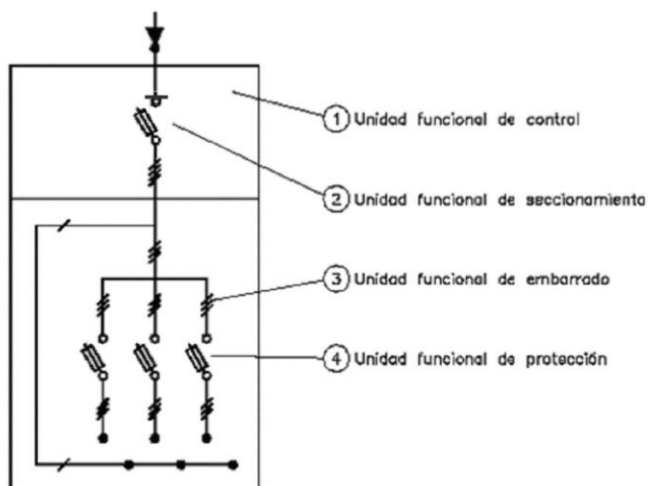 1 Unidad funcional de control
2 Unidad funcional de seccionamiento
3 Unidad funcional de embarrado
4 Unidad funcional de protección